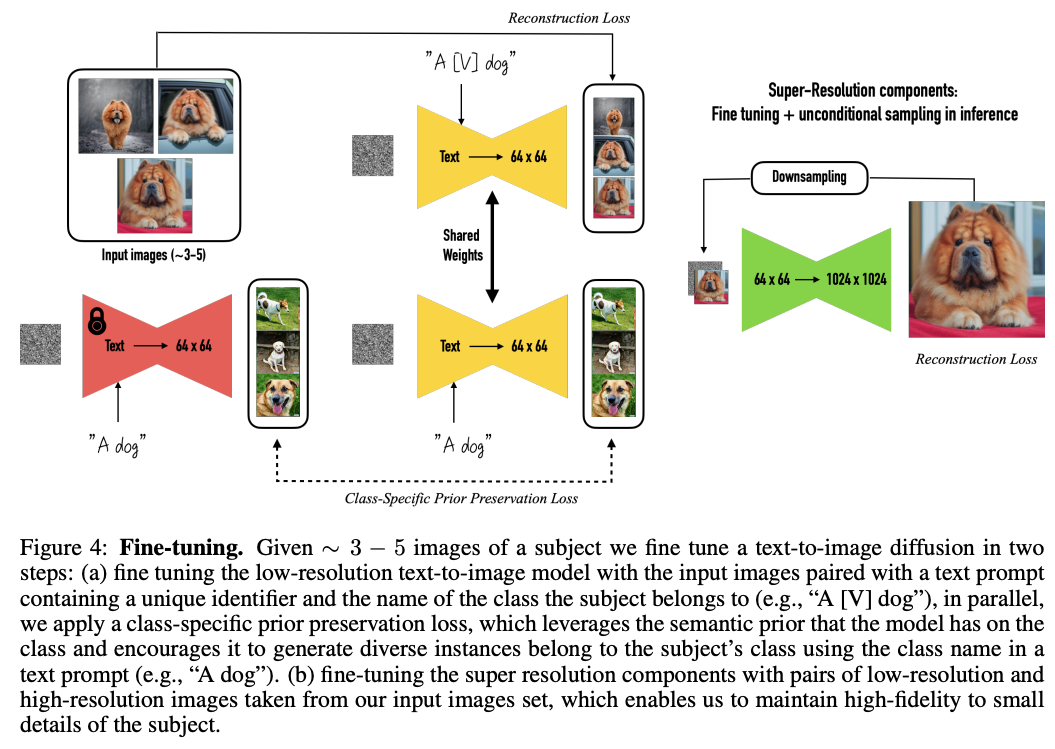 Reconstruction Loss
"A [V] dog"
Super-Resolution components:
Fine tuning + unconditional sampling in inference
Text → 64 x 64
Downsampling
Input images (~3-5)
Shared
Weights
64 x 64 → 1024 x 1024
Text → 64 x 64
Text → 64 x 64
Reconstruction Loss
"A dog"
"A dog"
Class-Specific Prior Preservation Loss
Figure 4: Fine-tuning. Given ∼ 3 − 5 images of a subject we fine tune a text-to-image diffusion in two
steps: (a) fine tuning the low-resolution text-to-image model with the input images paired with a text prompt
containing a unique identifier and the name of the class the subject belongs to (e.g., “A [V] dog”), in parallel,
we apply a class-specific prior preservation loss, which leverages the semantic prior that the model has on the
class and encourages it to generate diverse instances belong to the subject’s class using the class name in a
text prompt (e.g., “A dog”). (b) fine-tuning the super resolution components with pairs of low-resolution and
high-resolution images taken from our input images set, which enables us to maintain high-fidelity to small
details of the subject.